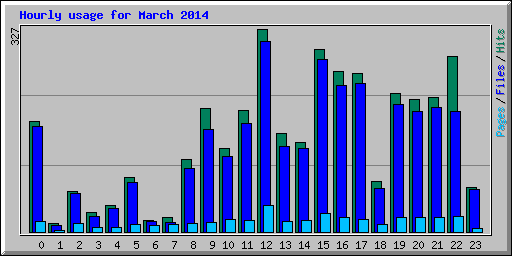 Hourly usage for March 2014
327
Pages / Files / Hits
0 1 2 3 4 5 6 7 8 9 10 11 12 13 14 15 16 17 18 19 20 21 22 23